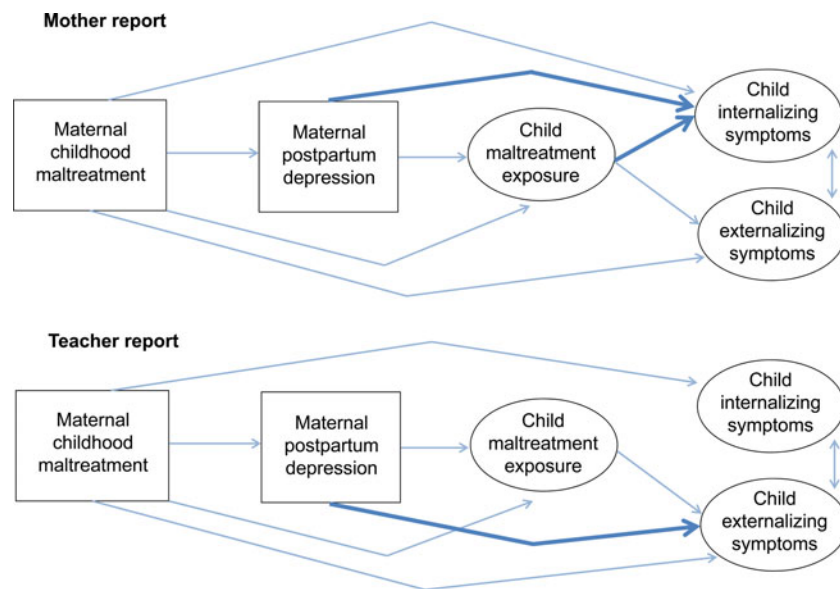 Mother report
Maternal
childhood
maltreatment
Maternal
postpartum
depression
Child
maltreatment
exposure
Child
internalizing
symptoms
Child
externalizing
symptoms
Teacher report
Maternal
childhood
maltreatment
Maternal
postpartum
depression
Child
maltreatment
exposure
Child
internalizing
symptoms
Child
externalizing
symptoms